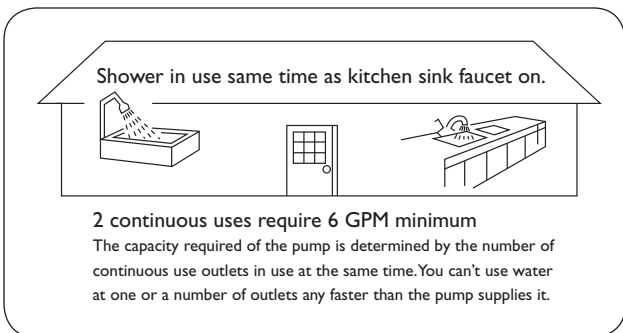 Shower in use same time as kitchen sink faucet on.
2 continuous uses require 6 GPM minimum
The capacity required of the pump is determined by the number of
continuous use outlets in use at the same time. You can't use water
at one or a number of outlets any faster than the pump supplies it.